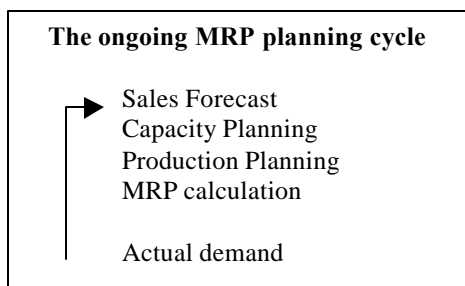 The ongoing MRP planning cycle
Sales Forecast
Capacity Planning
Production Planning
MRP calculation
Actual demand